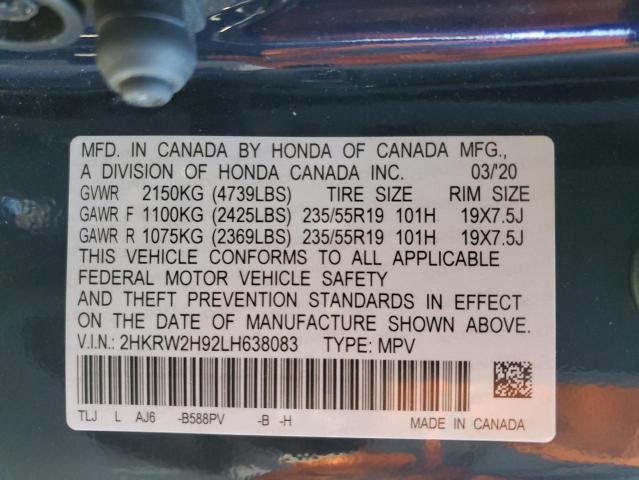 MFD. IN CANADA BY HONDA OF CANADA MFG.,
A DIVISION OF HONDA CANADA INC. 03/'20
GVWR 2150KG (4739LBS) TIRE SIZE RIM SIZE
GAWR F 1100KG (2425LBS) 235/55R19 101H 19X7.5J
GAWR R 1075KG (2369LBS) 235/55R19 101H 19X7.5J
THIS VEHICLE CONFORMS TO ALL APPLICABLE
FEDERAL MOTOR VEHICLE SAFETY
AND THEFT PREVENTION STANDARDS IN EFFECT
ON THE DATE OF MANUFACTURE SHOWN ABOVE.
V.I.N.: 2HKRW2H92LH638083 TYPE: MPV
TLJ L AJ6 -B588PV -B -H MADE IN CANADA